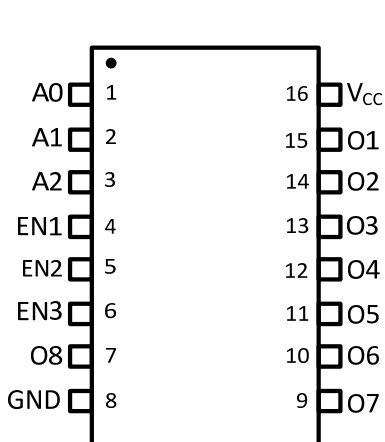 A0 1 16 VCC
A1 2 15 O1
A2 3 14 O2
EN1 4 13 O3
EN2 5 12 O4
EN3 6 11 O5
O8 7 10 O6
GND 8 9 O7